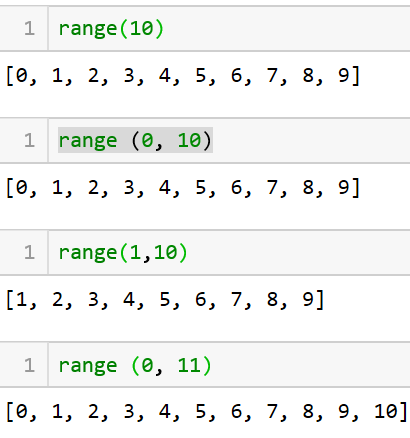 1 range(10)
[0, 1, 2, 3, 4, 5, 6, 7, 8, 9]
1 range (0, 10)
[0, 1, 2, 3, 4, 5, 6, 7, 8, 9]
1 range(1,10)
[1, 2, 3, 4, 5, 6, 7, 8, 9]
1 range (0, 11)
[0, 1, 2, 3, 4, 5, 6, 7, 8, 9, 10]